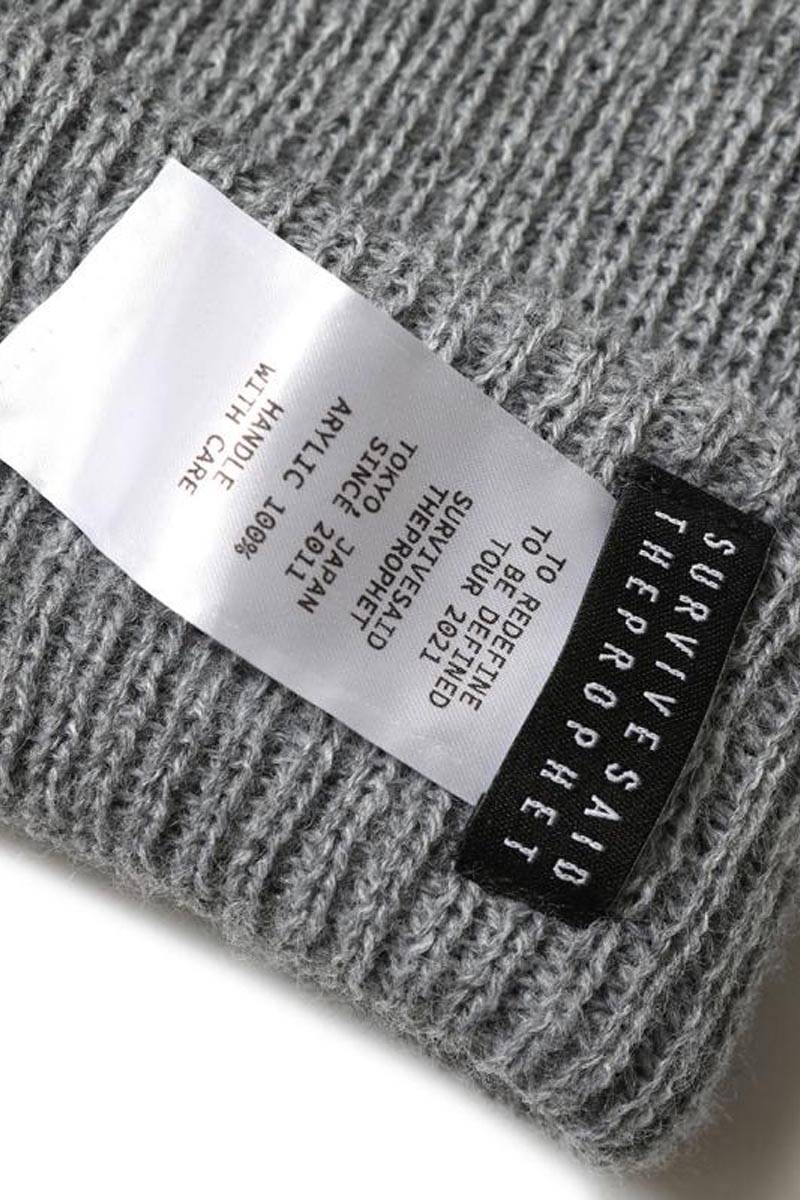 SURVIVESAID
THEPROPHET
TO REDEFINE
TO BE DEFINED
TOUR 2021
SURVIVESAID
THEPROPHET
TOKYO, JAPAN
SINCE 2011
ARYLIC 100%
HANDLE
WITH CARE